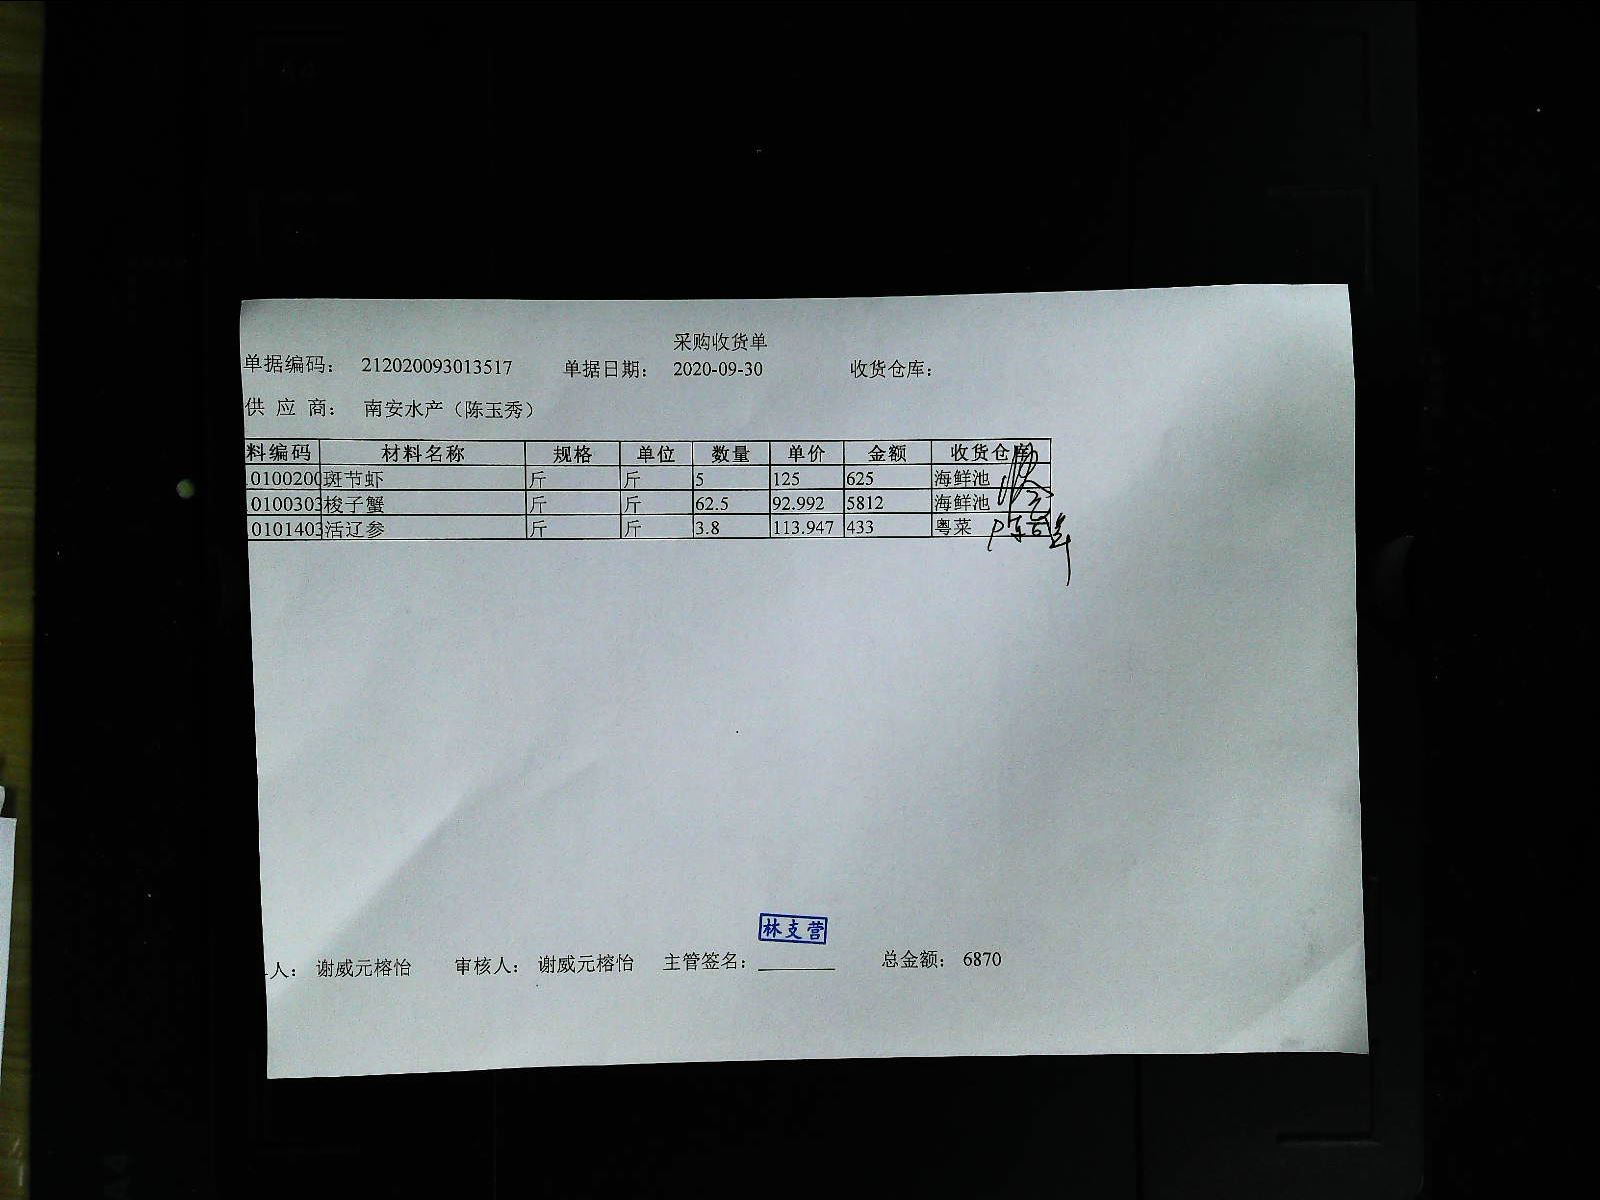 采购收货单
单据编码： 212020093013517 单据日期： 2020-09-30 收货仓库：
供 应 商： 南安水产（陈玉秀）
料编码 材料名称 规格 单位 数量 单价 金额 收货仓库
0100200 斑节虾 斤 斤 5 125 625 海鲜池
0100303 梭子蟹 斤 斤 62.5 92.992 5812 海鲜池
0101403 活辽参 斤 斤 3.8 113.947 433 粤菜
林支营
人： 谢威元榕怡 审核人： 谢威元榕怡 主管签名： 总金额： 6870